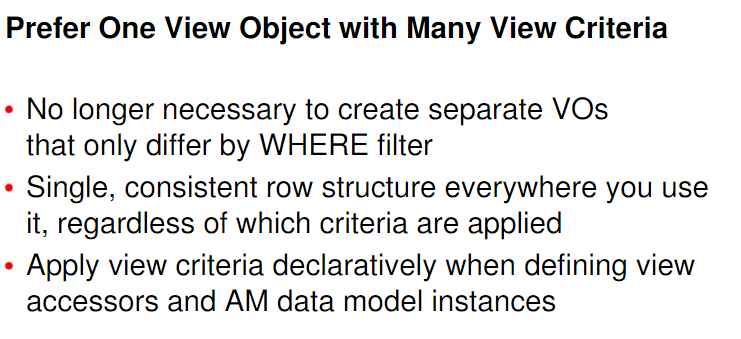 Prefer One View Object with Many View Criteria
• No longer necessary to create separate VOs
that only differ by WHERE filter
• Single, consistent row structure everywhere you use
it, regardless of which criteria are applied
• Apply view criteria declaratively when defining view
accessors and AM data model instances